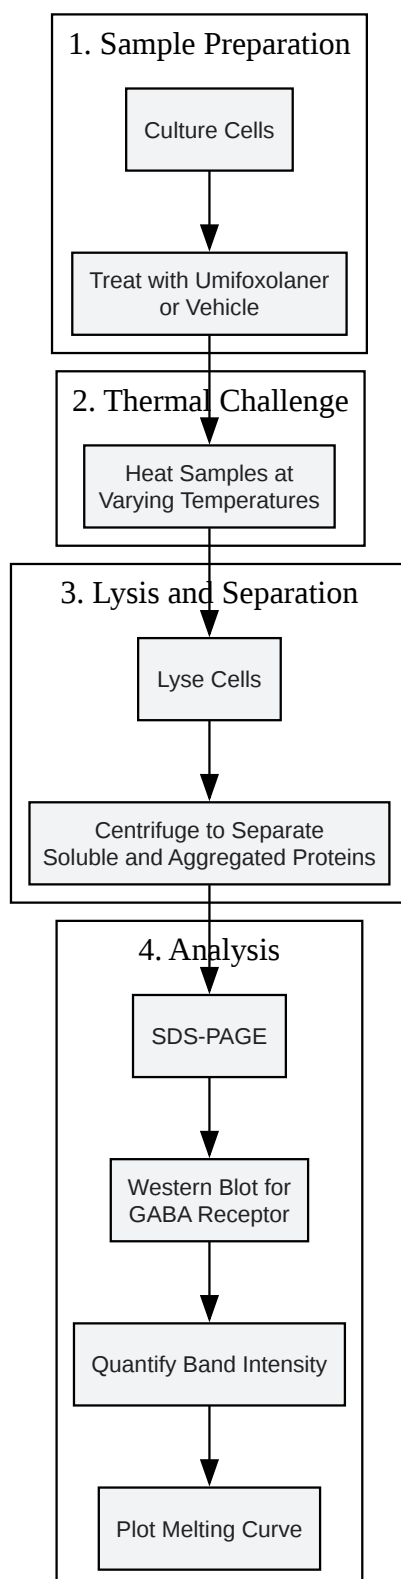 1. Sample Preparation
Culture Cells
Treat with Umifoxolaner
or Vehicle
2. Thermal Challenge
Heat Samples at
Varying Temperatures
3. Lysis and Separation
Lyse Cells
Centrifuge to Separate
Soluble and Aggregated Proteins
4. Analysis
SDS-PAGE
Western Blot for
GABA Receptor
Quantify Band Intensity
Plot Melting Curve